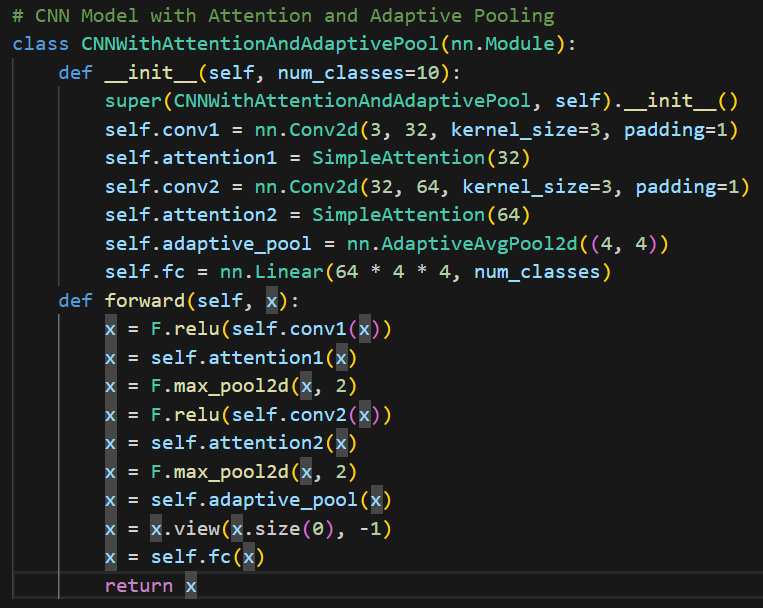 # CNN Model with Attention and Adaptive Pooling
class CNNWithAttentionAndAdaptivePool(nn.Module):
    def __init__(self, num_classes=10):
        super(CNNWithAttentionAndAdaptivePool, self).__init__()
        self.conv1 = nn.Conv2d(3, 32, kernel_size=3, padding=1)
        self.attention1 = SimpleAttention(32)
        self.conv2 = nn.Conv2d(32, 64, kernel_size=3, padding=1)
        self.attention2 = SimpleAttention(64)
        self.adaptive_pool = nn.AdaptiveAvgPool2d((4, 4))
        self.fc = nn.Linear(64 * 4 * 4, num_classes)
    def forward(self, x):
        x = F.relu(self.conv1(x))
        x = self.attention1(x)
        x = F.max_pool2d(x, 2)
        x = F.relu(self.conv2(x))
        x = self.attention2(x)
        x = F.max_pool2d(x, 2)
        x = self.adaptive_pool(x)
        x = x.view(x.size(0), -1)
        x = self.fc(x)
        return x